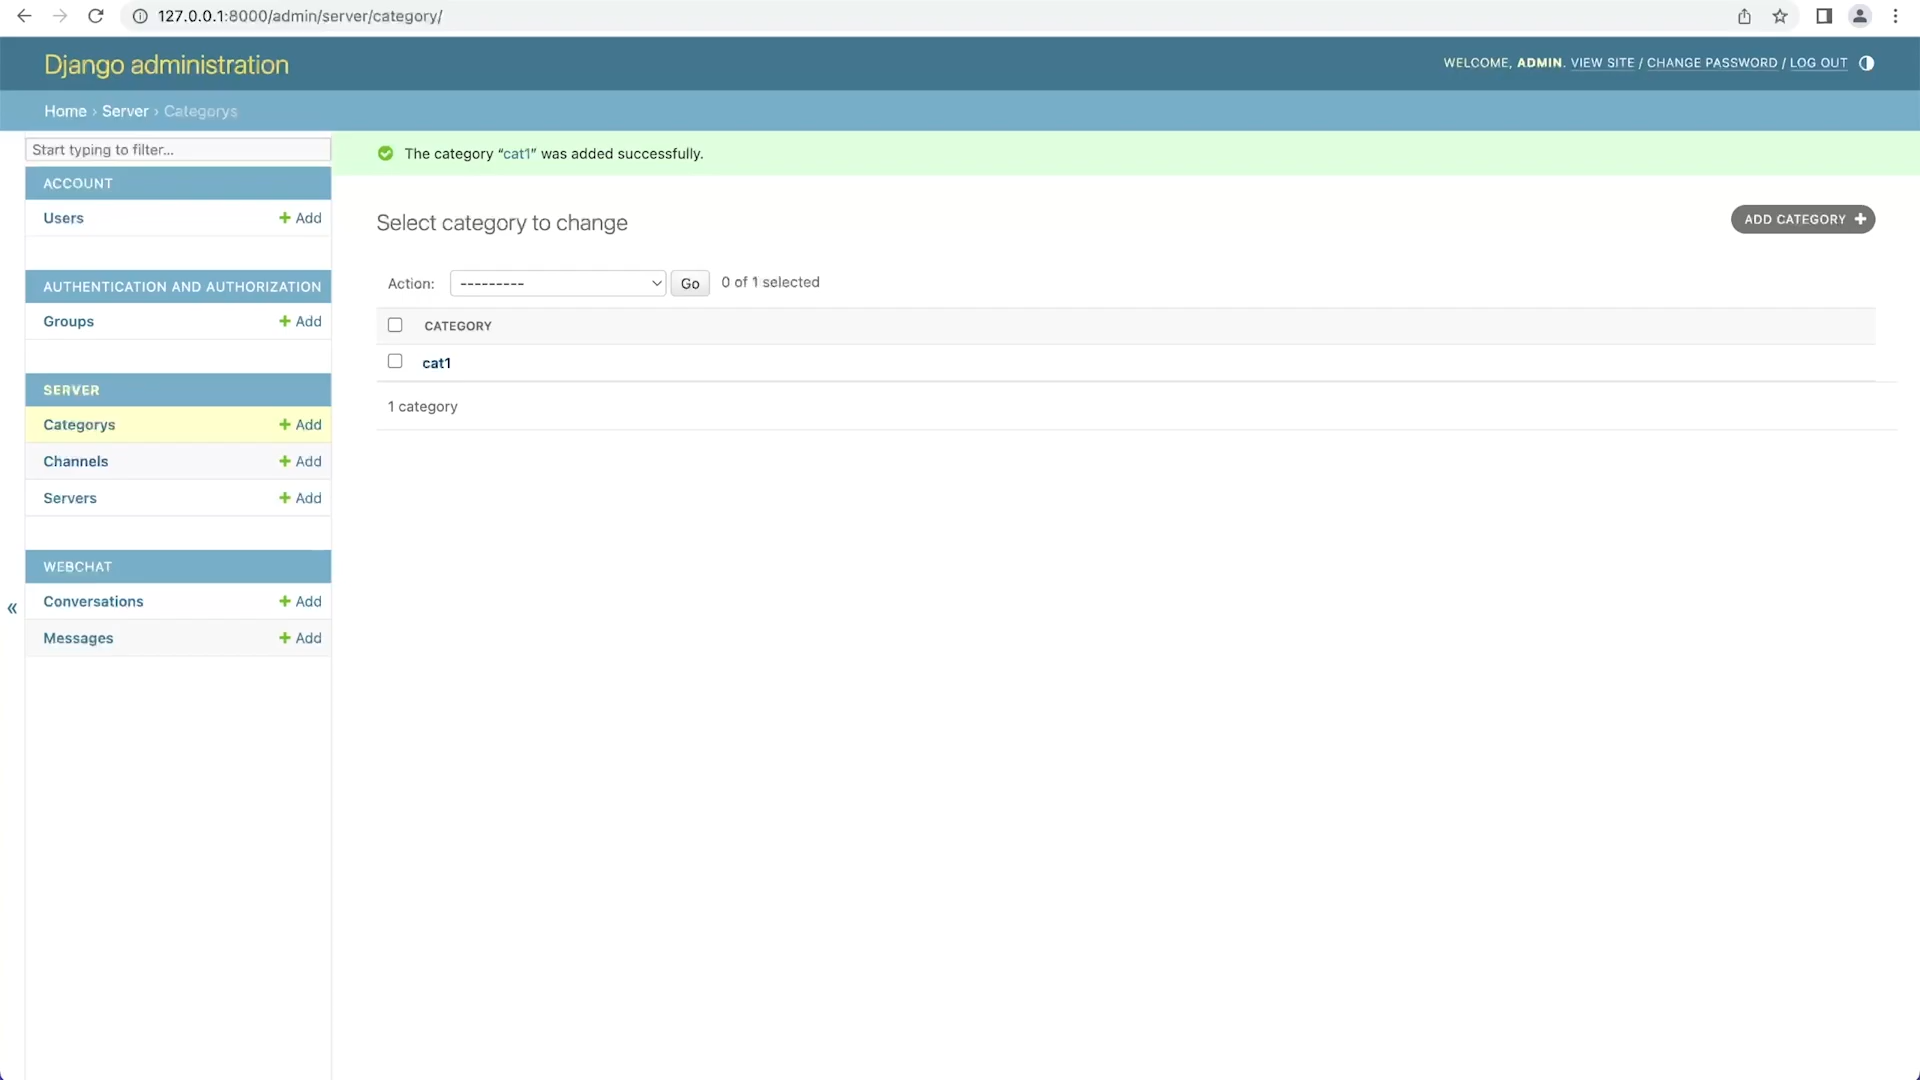 127.0.0.1:8000/admin/server/category/
Django administration
WELCOME, ADMIN. VIEW SITE / CHANGE PASSWORD / LOG OUT
Home › Server › Categorys
Start typing to filter...
The category “cat1” was added successfully.
ACCOUNT
Users + Add
Select category to change
ADD CATEGORY +
AUTHENTICATION AND AUTHORIZATION
Groups + Add
Action: --------- Go 0 of 1 selected
CATEGORY
cat1
1 category
SERVER
Categorys + Add
Channels + Add
Servers + Add
WEBCHAT
Conversations + Add
Messages + Add
«